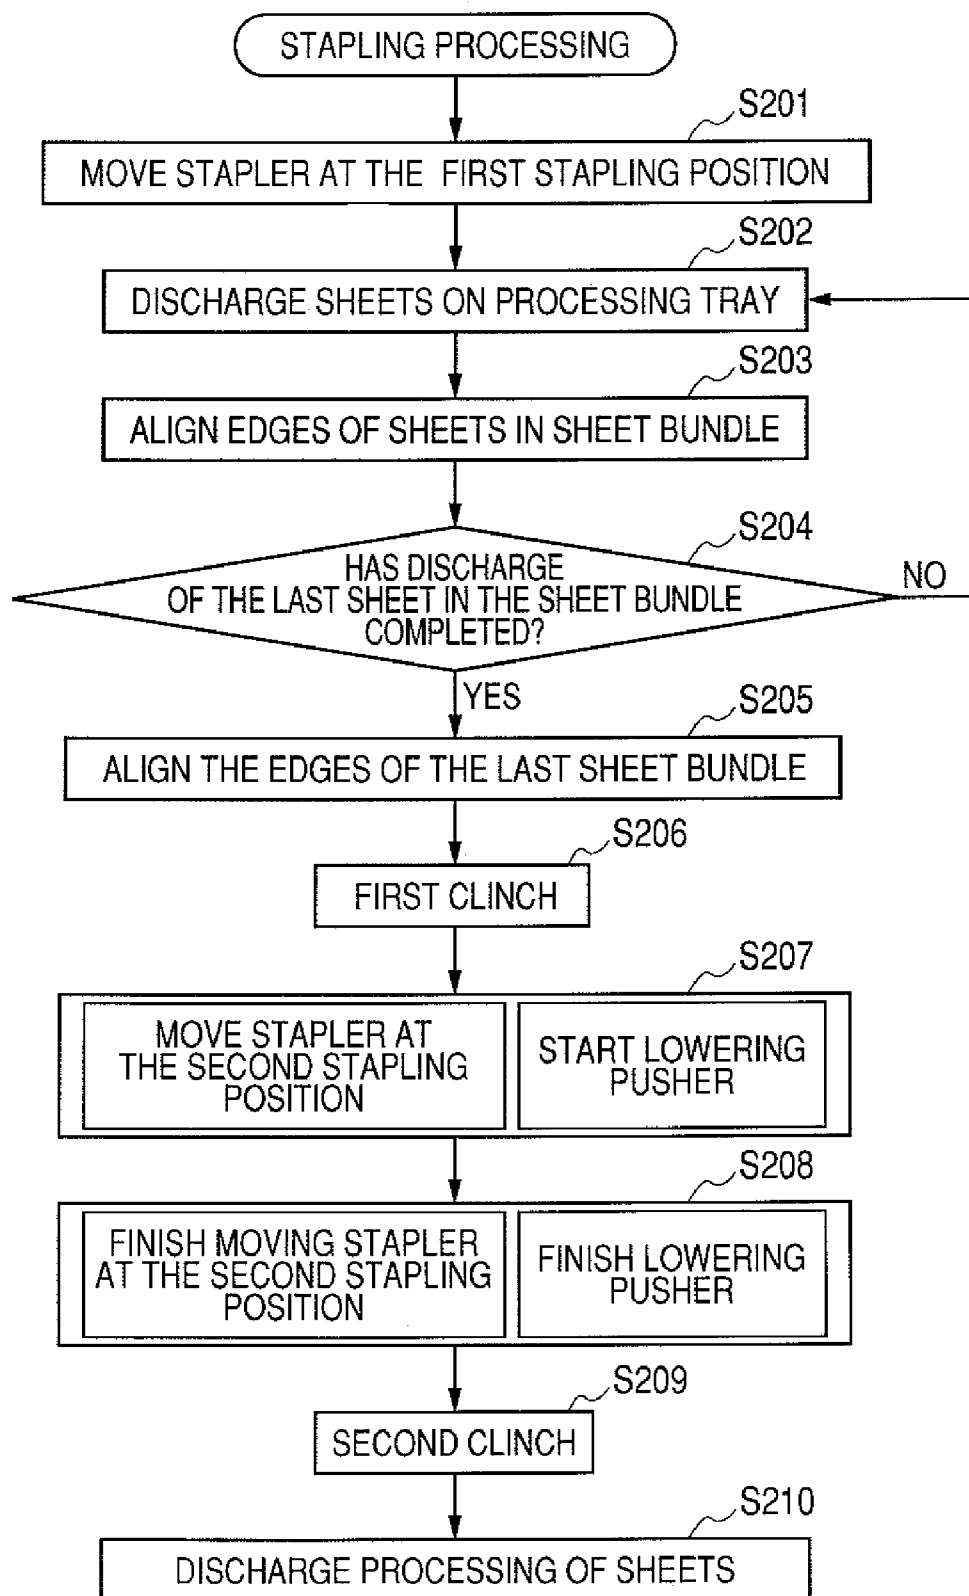 STAPLING PROCESSING
S201
MOVE STAPLER AT THE FIRST STAPLING POSITION
S202
DISCHARGE SHEETS ON PROCESSING TRAY
S203
ALIGN EDGES OF SHEETS IN SHEET BUNDLE
S204
HAS DISCHARGE
OF THE LAST SHEET IN THE SHEET BUNDLE
COMPLETED?
NO
YES
S205
ALIGN THE EDGES OF THE LAST SHEET BUNDLE
S206
FIRST CLINCH
S207
MOVE STAPLER AT
THE SECOND STAPLING
POSITION
START LOWERING
PUSHER
S208
FINISH MOVING STAPLER
AT THE SECOND STAPLING
POSITION
FINISH LOWERING
PUSHER
S209
SECOND CLINCH
S210
DISCHARGE PROCESSING OF SHEETS